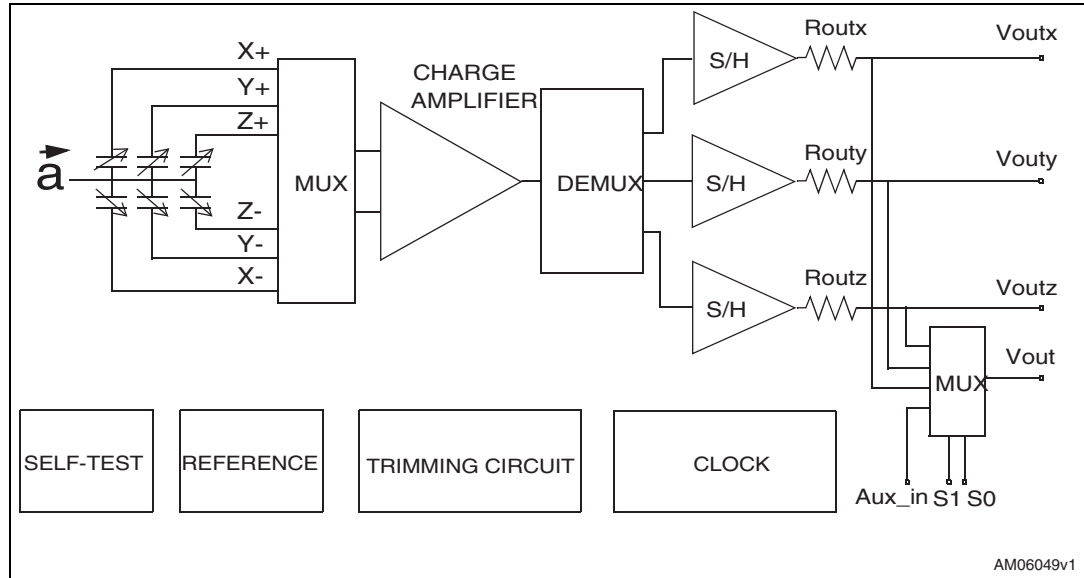 X+
Y+
Z+
a
Z-
Y-
X-
MUX
CHARGE
AMPLIFIER
DEMUX
S/H
Routx
Voutx
S/H
Routy
Vouty
S/H
Routz
Voutz
Vout
MUX
Aux_in S1 S0
SELF-TEST
REFERENCE
TRIMMING CIRCUIT
CLOCK
AM06049v1